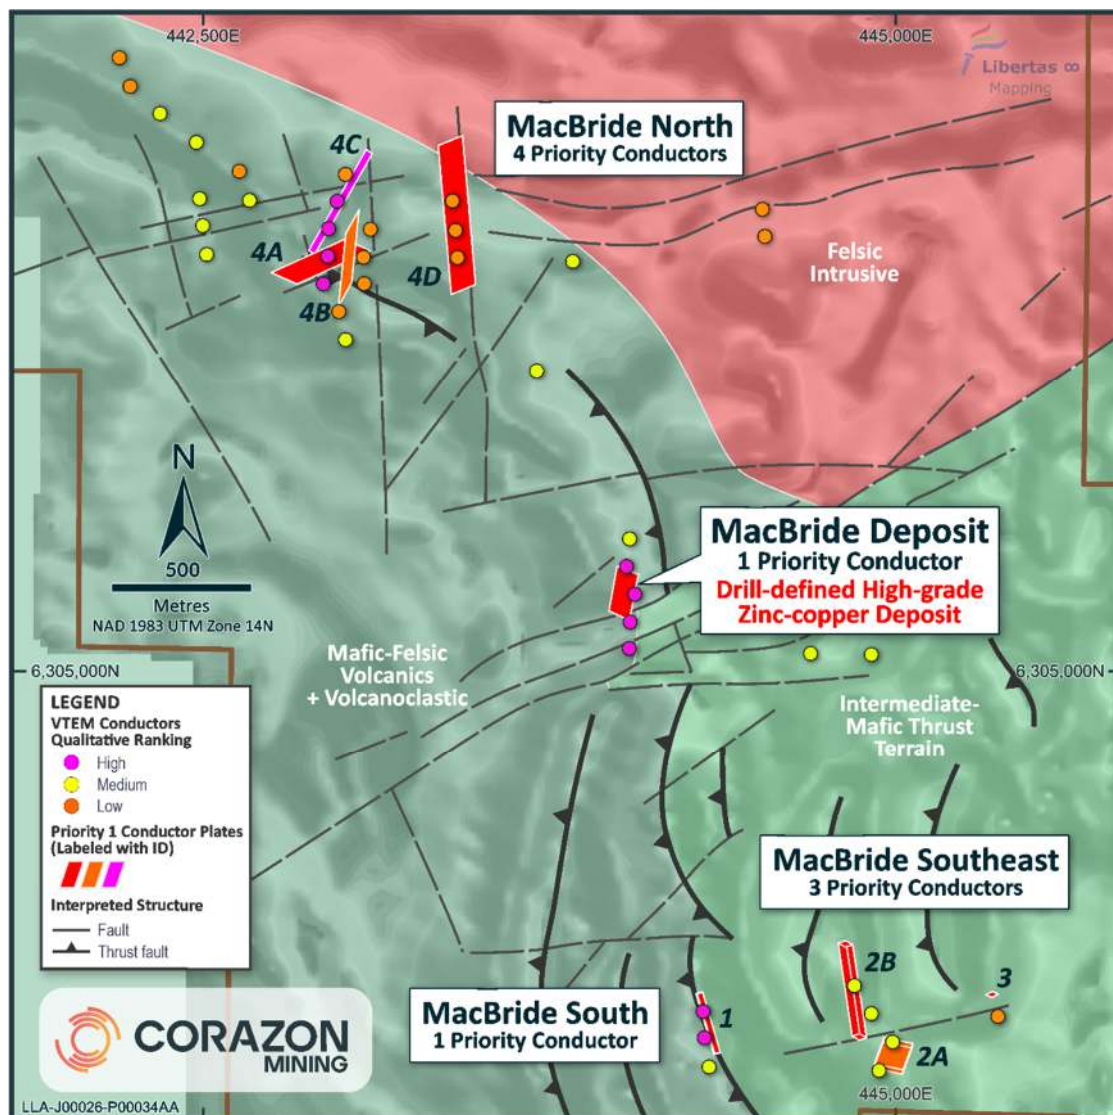 442,500E
445,000E
Libertas ∞
Mapping
MacBride North
4 Priority Conductors
4C
4A
4D
4B
Felsic
Intrusive
N
500
Metres
NAD 1983 UTM Zone 14N
MacBride Deposit
1 Priority Conductor
Drill-defined High-grade
Zinc-copper Deposit
6,305,000N
6,305,000N
Mafic-Felsic
Volcanics
+ Volcanoclastic
Intermediate-
Mafic Thrust
Terrain
LEGEND
VTEM Conductors
Qualitative Ranking
High
Medium
Low
Priority 1 Conductor Plates
(Labeled with ID)
Interpreted Structure
Fault
Thrust fault
MacBride Southeast
3 Priority Conductors
2B
3
MacBride South
1 Priority Conductor
1
2A
CORAZON
MINING
445,000E
LLA-J00026-P00034AA